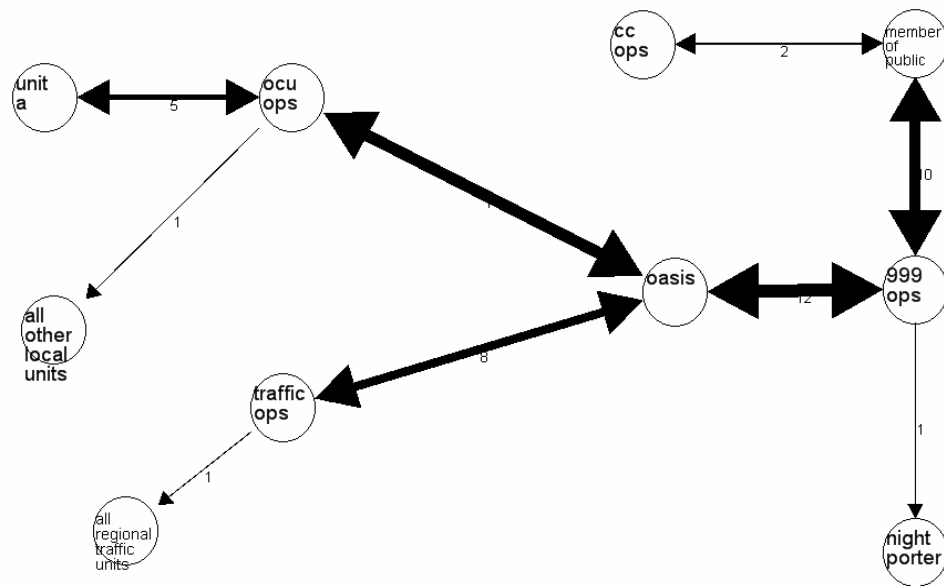 cc
ops
member
of
public
2
unit
a
ocu
ops
5
10
1
oasis
999
ops
12
all
other
local
units
8
traffic
ops
1
1
all
regional
traffic
units
night
porter